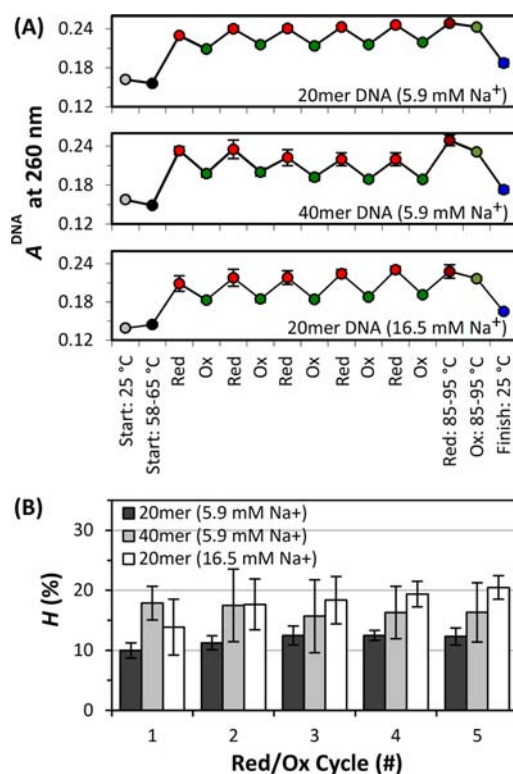 (A)
0.24
0.18
0.12
20mer DNA (5.9 mM Na⁺)
0.24
0.18
0.12
40mer DNA (5.9 mM Na⁺)
0.24
0.18
0.12
20mer DNA (16.5 mM Na⁺)
A^DNA at 260 nm
Start: 25 °C
Start: 58-65 °C
Red
Ox
Red
Ox
Red
Ox
Red
Ox
Red
Ox
Red: 85-95 °C
Ox: 85-95 °C
Finish: 25 °C
(B)
30
20
10
0
H (%)
20mer (5.9 mM Na+)
40mer (5.9 mM Na+)
20mer (16.5 mM Na+)
1 2 3 4 5
Red/Ox Cycle (#)